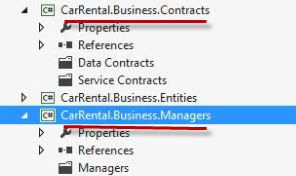 C# CarRental.Business.Contracts
Properties
References
Data Contracts
Service Contracts
C# CarRental.Business.Entities
C# CarRental.Business.Managers
Properties
References
Managers